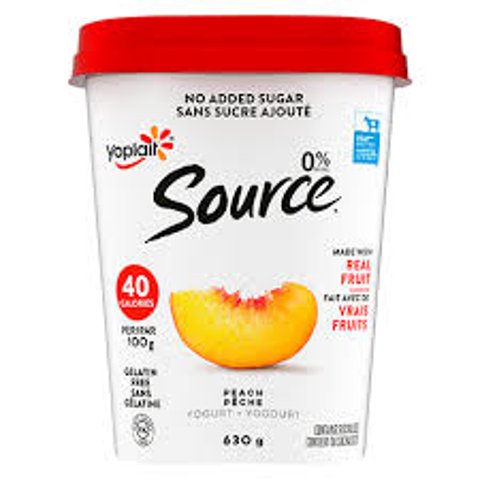 NO ADDED SUGAR
SANS SUCRE AJOUTÉ
Yoplait
0%
Source
MADE WITH
REAL
FRUIT
FAIT AVEC DE
VRAIS
FRUITS
40
CALORIES
PER/PAR
100g
GELATIN
FREE
SANS
GÉLATINE
PEACH
PÊCHE
YOGURT • YOGOURT
630 g